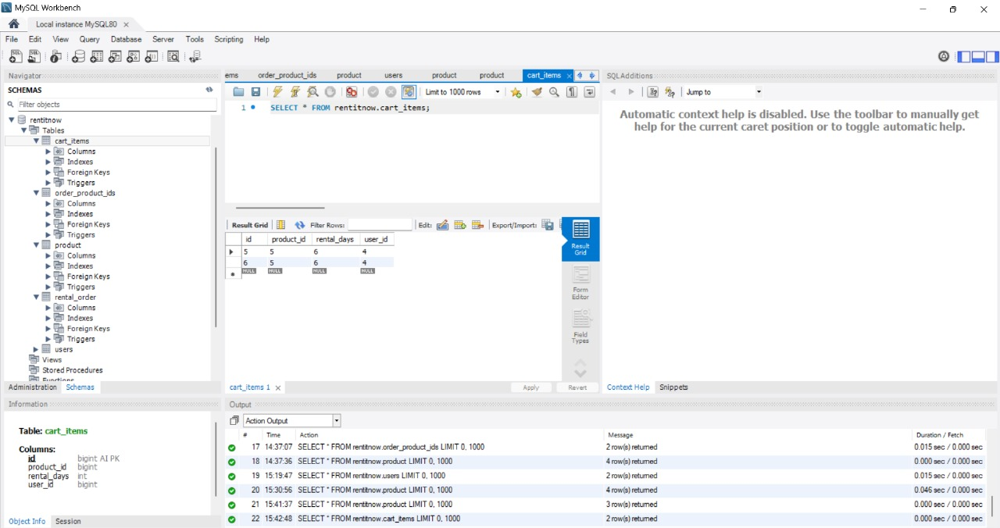 MySQL Workbench
Local instance MySQL80
File Edit View Query Database Server Tools Scripting Help
Navigator
SCHEMAS
Filter objects
rentitnow
Tables
cart_items
Columns
Indexes
Foreign Keys
Triggers
order_product_ids
Columns
Indexes
Foreign Keys
Triggers
product
Columns
Indexes
Foreign Keys
Triggers
rental_order
Columns
Indexes
Foreign Keys
Triggers
users
Views
Stored Procedures
Functions
Administration Schemas
Information
Table: cart_items
Columns:
id bigint AI PK
product_id bigint
rental_days int
user_id bigint
Object Info Session
ems order_product_ids product users product product cart_items
Limit to 1000 rows
1 SELECT * FROM rentitnow.cart_items;
Result Grid Filter Rows: Edit: Export/Import:
id product_id rental_days user_id
5 5 6 4
6 5 6 4
NULL NULL NULL NULL
Result Grid
Form Editor
Field Types
cart_items 1 Apply Revert
SQLAdditions
Jump to
Automatic context help is disabled. Use the toolbar to manually get
help for the current caret position or to toggle automatic help.
Context Help Snippets
Output
Action Output
# Time Action Message Duration / Fetch
17 14:37:07 SELECT * FROM rentitnow.order_product_ids LIMIT 0, 1000 2 row(s) returned 0.015 sec / 0.000 sec
18 14:37:36 SELECT * FROM rentitnow.product LIMIT 0, 1000 4 row(s) returned 0.000 sec / 0.000 sec
19 15:19:47 SELECT * FROM rentitnow.users LIMIT 0, 1000 2 row(s) returned 0.015 sec / 0.000 sec
20 15:30:56 SELECT * FROM rentitnow.product LIMIT 0, 1000 4 row(s) returned 0.046 sec / 0.000 sec
21 15:41:37 SELECT * FROM rentitnow.product LIMIT 0, 1000 3 row(s) returned 0.000 sec / 0.000 sec
22 15:42:48 SELECT * FROM rentitnow.cart_items LIMIT 0, 1000 2 row(s) returned 0.000 sec / 0.000 sec